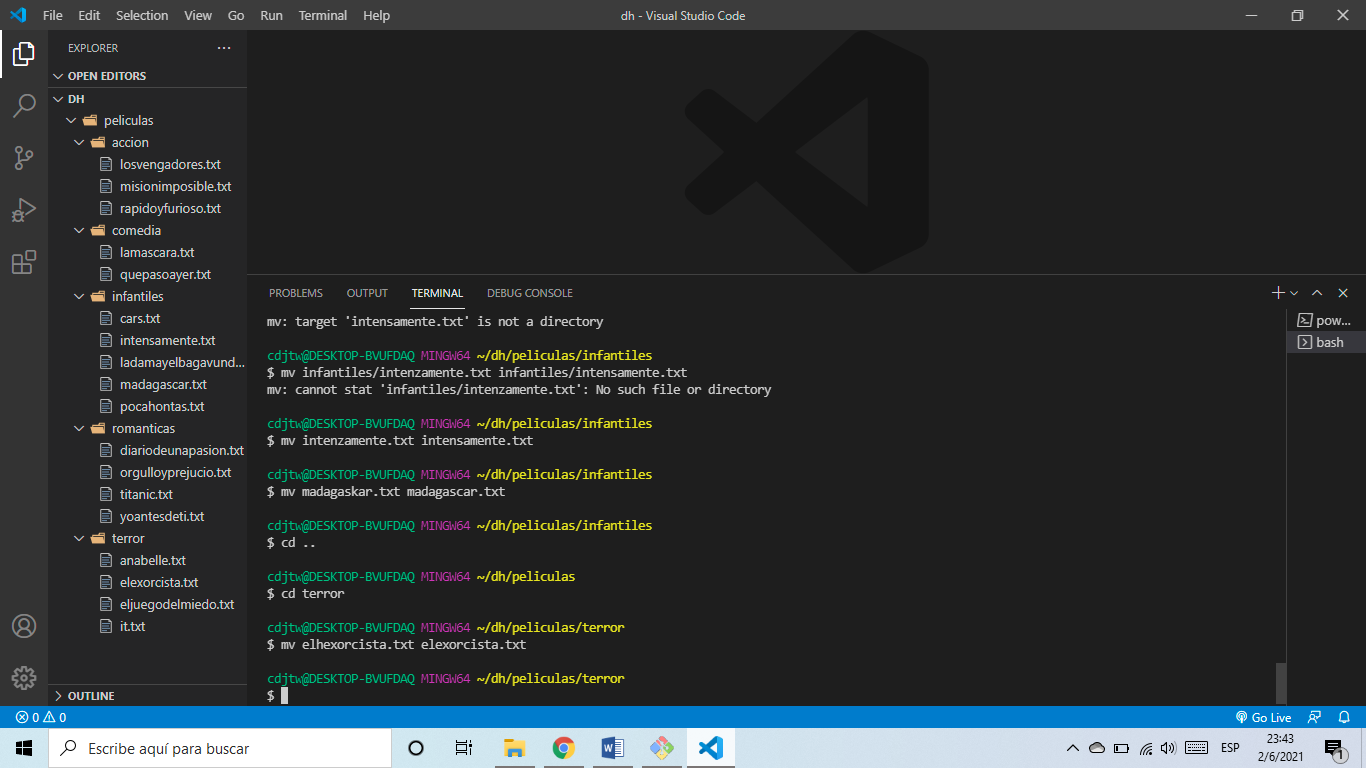 File Edit Selection View Go Run Terminal Help dh - Visual Studio Code
EXPLORER ...
OPEN EDITORS
DH
peliculas
accion
losvengadores.txt
misionimposible.txt
rapidoyfurioso.txt
comedia
lamascara.txt
quepasoayer.txt
infantiles
cars.txt
intensamente.txt
ladamayelbagavund...
madagascar.txt
pocahontas.txt
romanticas
diariodeunapasion.txt
orgulloyprejucio.txt
titanic.txt
yoantesdeti.txt
terror
anabelle.txt
elexorcista.txt
eljuegodelmiedo.txt
it.txt
OUTLINE
PROBLEMS OUTPUT TERMINAL DEBUG CONSOLE
pow...
bash
mv: target 'intensamente.txt' is not a directory
cdjtw@DESKTOP-BVUFDAQ MINGW64 ~/dh/peliculas/infantiles
$ mv infantiles/intenzamente.txt infantiles/intensamente.txt
mv: cannot stat 'infantiles/intenzamente.txt': No such file or directory
cdjtw@DESKTOP-BVUFDAQ MINGW64 ~/dh/peliculas/infantiles
$ mv intenzamente.txt intensamente.txt
cdjtw@DESKTOP-BVUFDAQ MINGW64 ~/dh/peliculas/infantiles
$ mv madagaskar.txt madagascar.txt
cdjtw@DESKTOP-BVUFDAQ MINGW64 ~/dh/peliculas/infantiles
$ cd ..
cdjtw@DESKTOP-BVUFDAQ MINGW64 ~/dh/peliculas
$ cd terror
cdjtw@DESKTOP-BVUFDAQ MINGW64 ~/dh/peliculas/terror
$ mv elhexorcista.txt elexorcista.txt
cdjtw@DESKTOP-BVUFDAQ MINGW64 ~/dh/peliculas/terror
$
0 0 Go Live
Escribe aquí para buscar
ESP
23:43
2/6/2021
1